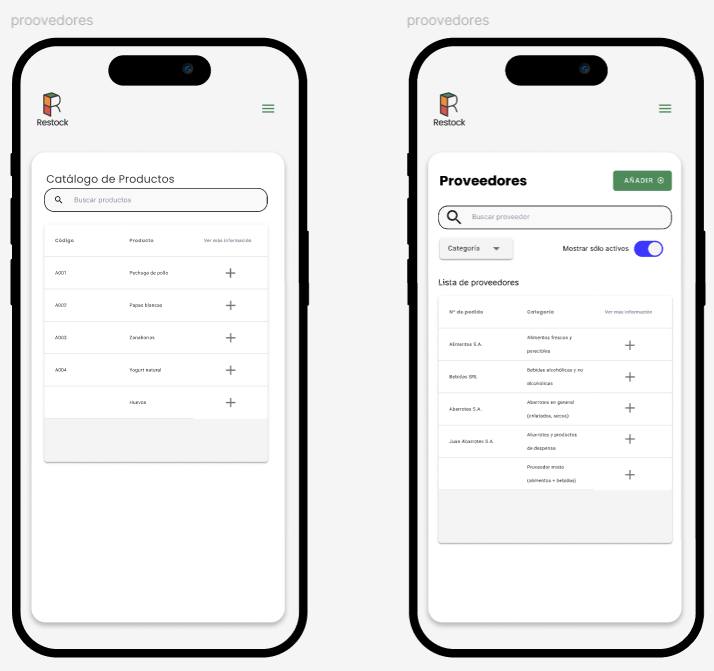 proovedores
Restock
Catálogo de Productos
Buscar productos
Código Producto Ver más información
A001 Pechuga de pollo
A002 Papas blancas
A003 Zanahorias
A004 Yogurt natural
Huevos
proovedores
Restock
Proveedores
AÑADIR
Buscar proveedor
Categoría
Mostrar sólo activos
Lista de proveedores
N° de pedido Categoría Ver más información
Alimentos S.A. Alimentos frescos y
perecibles
Bebidas SRL Bebidas alcohólicas y no
alcohólicas
Abarrotes S.A. Abarrotes en general
(enlatados, secos)
Juan Abarrotes S.A. Abarrotes y productos
de despensa
Proveedor mixto
(alimentos + bebidas)